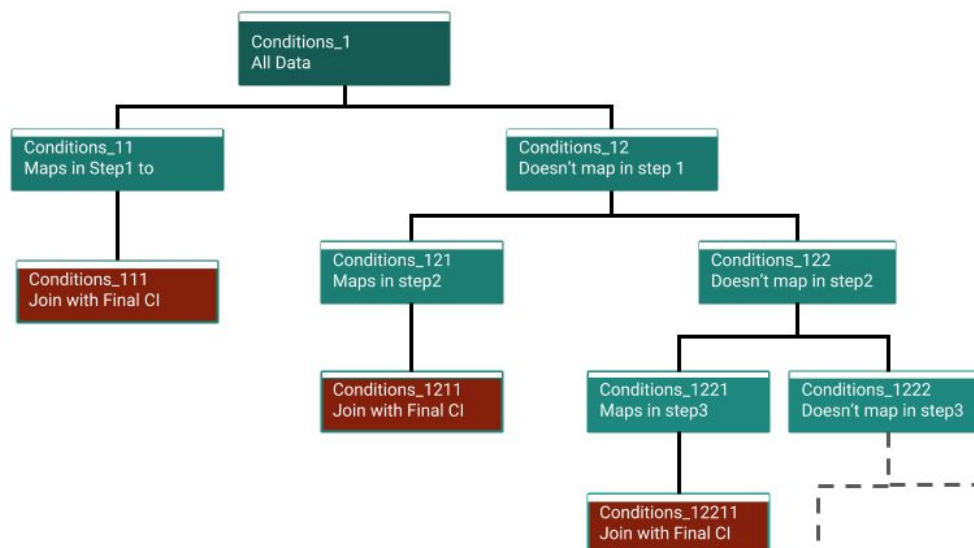 Conditions_1
All Data
Conditions_11
Maps in Step1 to
Conditions_12
Doesn’t map in step 1
Conditions_111
Join with Final CI
Conditions_121
Maps in step2
Conditions_122
Doesn’t map in step2
Conditions_1211
Join with Final CI
Conditions_1221
Maps in step3
Conditions_1222
Doesn’t map in step3
Conditions_12211
Join with Final CI